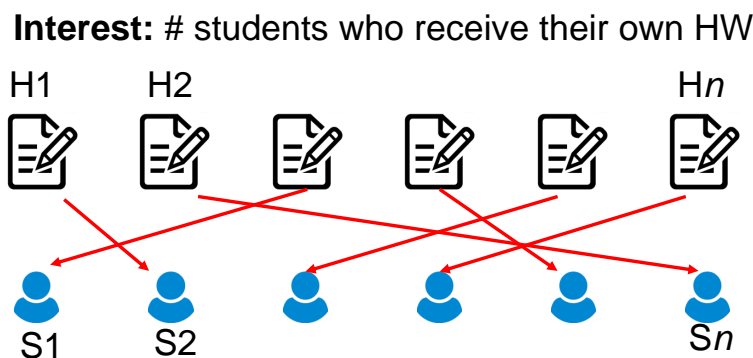 Interest: # students who receive their own HW
H1 H2 Hn
S1 S2 Sn